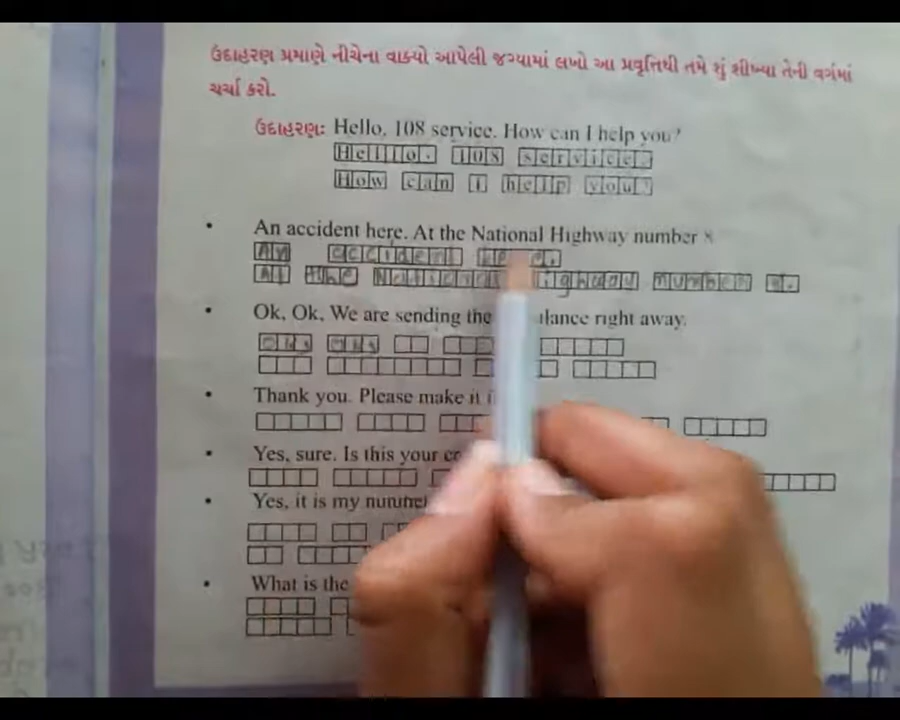 ઉદાહરણ પ્રમાણે નીચેના વાક્યો આપેલી જગ્યામાં લખો આ પ્રવૃત્તિથી તમે શું શીખ્યા તેની વર્ગમાં
ચર્ચા કરો.
ઉદાહરણઃ Hello, 108 service. How can I help you?
Hello. 108 service.
How can i help you?
An accident here. At the National Highway number 8
An accident
At the National highway number 8.
Ok, Ok, We are sending the right away.
Thank you. Please make it
Yes, sure. Is this your
Yes, it is my number
What is the